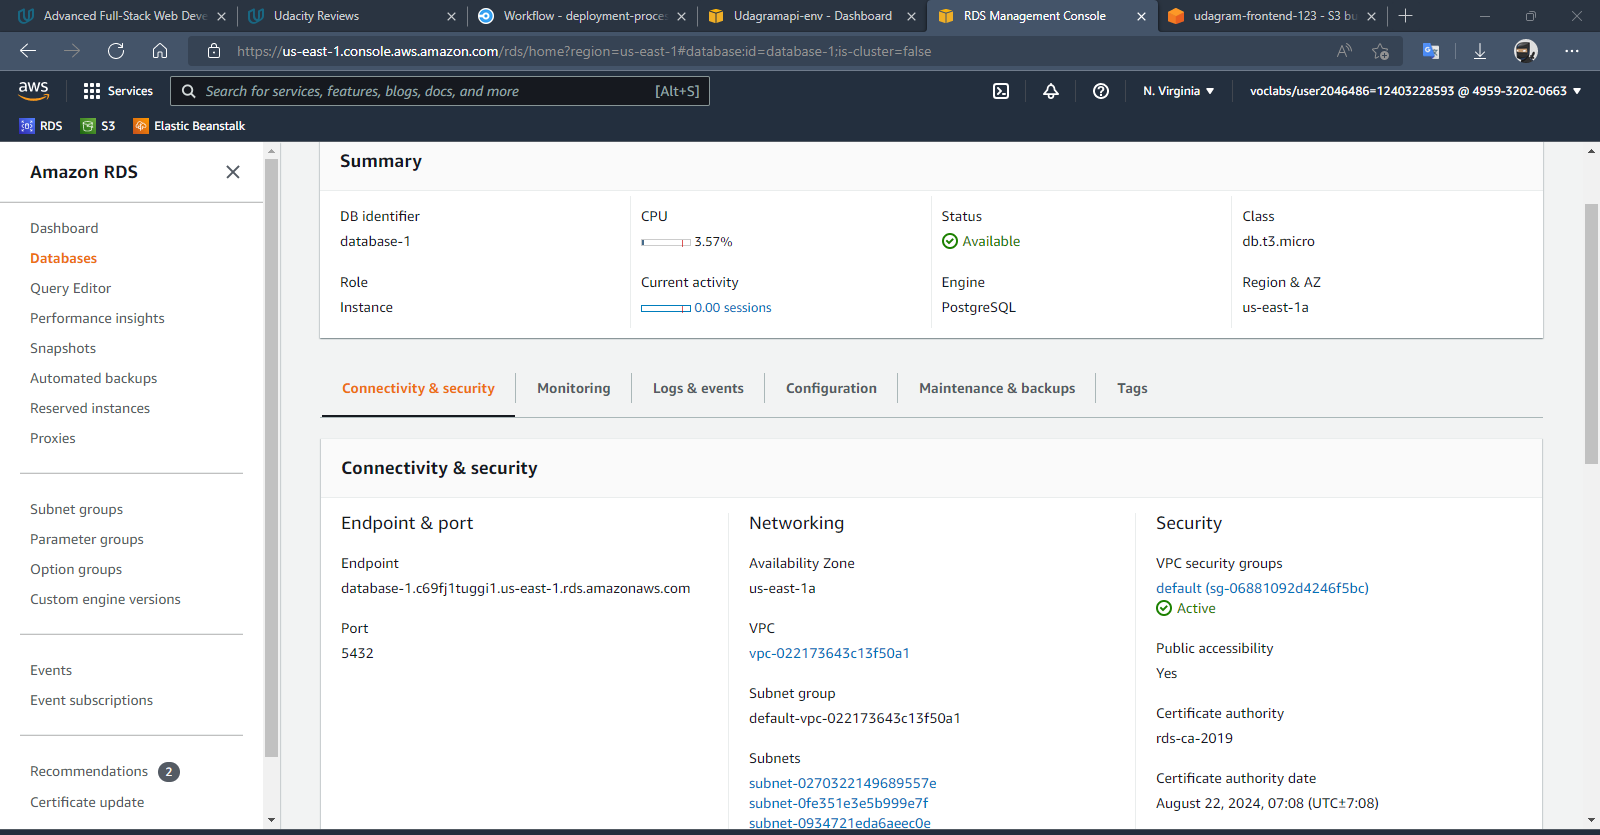 Advanced Full-Stack Web Deve
Udacity Reviews
Workflow - deployment-proces
Udagramapi-env - Dashboard
RDS Management Console
udagram-frontend-123 - S3 bu
https://us-east-1.console.aws.amazon.com/rds/home?region=us-east-1#database:id=database-1;is-cluster=false
aws
Services
Search for services, features, blogs, docs, and more
[Alt+S]
N. Virginia
voclabs/user2046486=12403228593 @ 4959-3202-0663
RDS
S3
Elastic Beanstalk
Amazon RDS
Dashboard
Databases
Query Editor
Performance insights
Snapshots
Automated backups
Reserved instances
Proxies
Subnet groups
Parameter groups
Option groups
Custom engine versions
Events
Event subscriptions
Recommendations 2
Certificate update
Summary
DB identifier
database-1
CPU
3.57%
Status
Available
Class
db.t3.micro
Role
Instance
Current activity
0.00 sessions
Engine
PostgreSQL
Region & AZ
us-east-1a
Connectivity & security
Monitoring
Logs & events
Configuration
Maintenance & backups
Tags
Connectivity & security
Endpoint & port
Endpoint
database-1.c69fj1tuggi1.us-east-1.rds.amazonaws.com
Port
5432
Networking
Availability Zone
us-east-1a
VPC
vpc-022173643c13f50a1
Subnet group
default-vpc-022173643c13f50a1
Subnets
subnet-0270322149689557e
subnet-0fe351e3e5b999e7f
subnet-0934721eda6aeec0e
Security
VPC security groups
default (sg-06881092d4246f5bc)
Active
Public accessibility
Yes
Certificate authority
rds-ca-2019
Certificate authority date
August 22, 2024, 07:08 (UTC±7:08)